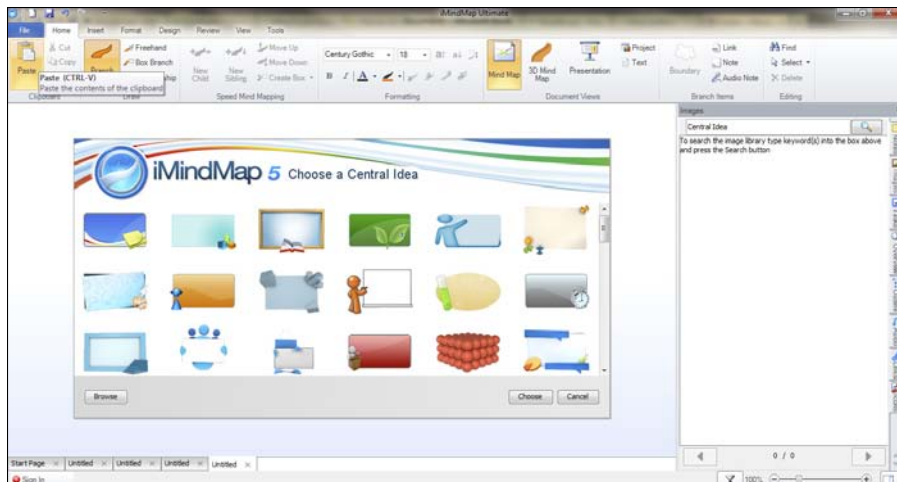 iMindMap Ultimate
File Home Insert Format Design Review View Tools
Paste
Cut
Copy
Branch
Freehand
Box Branch
New Child
New Sibling
Move Up
Move Down
Create Box
Century Gothic 18
B I A
Mind Map
3D Mind Map
Presentation
Project
Text
Boundary
Link
Note
Audio Note
Find
Select
Delete
Paste (CTRL-V)
Paste the contents of the clipboard
Speed Mind Mapping Formatting Document Views Branch Items Editing
Images
Central Idea
To search the image library type keyword(s) into the box above
and press the Search button
iMindMap 5 Choose a Central Idea
Browse Choose Cancel
0 / 0
Start Page Untitled Untitled Untitled Untitled
Sign In 100%